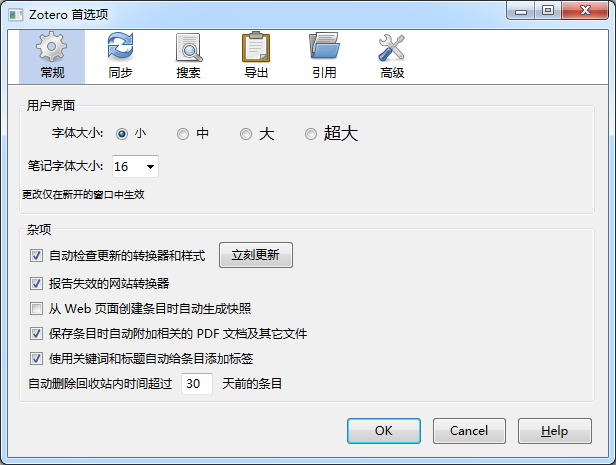 Zotero 首选项
常规 同步 搜索 导出 引用 高级
用户界面
字体大小: 小 中 大 超大
笔记字体大小: 16
更改仅在新开的窗口中生效
杂项
自动检查更新的转换器和样式 立刻更新
报告失效的网站转换器
从 Web 页面创建条目时自动生成快照
保存条目时自动附加相关的 PDF 文档及其它文件
使用关键词和标题自动给条目添加标签
自动删除回收站内时间超过 30 天前的条目
OK Cancel Help